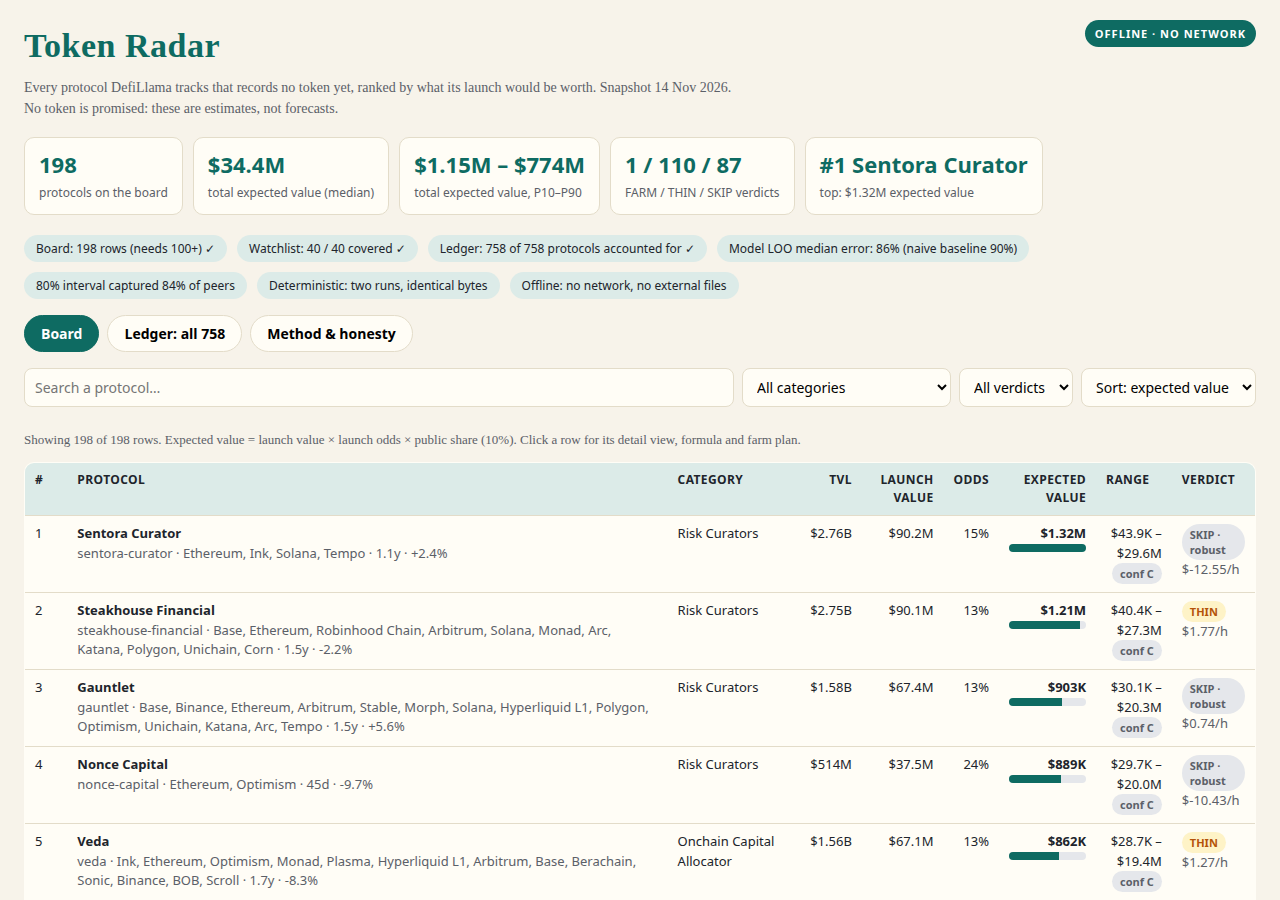 Token Radar
OFFLINE · NO NETWORK
Every protocol DefiLlama tracks that records no token yet, ranked by what its launch would be worth. Snapshot 14 Nov 2026.
No token is promised: these are estimates, not forecasts.
198
protocols on the board
$34.4M
total expected value (median)
$1.15M – $774M
total expected value, P10–P90
1 / 110 / 87
FARM / THIN / SKIP verdicts
#1 Sentora Curator
top: $1.32M expected value
Board: 198 rows (needs 100+) ✓
Watchlist: 40 / 40 covered ✓
Ledger: 758 of 758 protocols accounted for ✓
Model LOO median error: 86% (naive baseline 90%)
80% interval captured 84% of peers
Deterministic: two runs, identical bytes
Offline: no network, no external files
Board
Ledger: all 758
Method & honesty
Search a protocol...
All categories
All verdicts
Sort: expected value
Showing 198 of 198 rows. Expected value = launch value × launch odds × public share (10%). Click a row for its detail view, formula and farm plan.
# PROTOCOL CATEGORY TVL LAUNCH VALUE ODDS EXPECTED VALUE RANGE VERDICT
1 Sentora Curator Risk Curators $2.76B $90.2M 15% $1.32M $43.9K – $29.6M SKIP · robust
sentora-curator · Ethereum, Ink, Solana, Tempo · 1.1y · +2.4%
conf C $-12.55/h
2 Steakhouse Financial Risk Curators $2.75B $90.1M 13% $1.21M $40.4K – $27.3M THIN
steakhouse-financial · Base, Ethereum, Robinhood Chain, Arbitrum, Solana, Monad, Arc,
Katana, Polygon, Unichain, Corn · 1.5y · -2.2%
conf C $1.77/h
3 Gauntlet Risk Curators $1.58B $67.4M 13% $903K $30.1K – $20.3M SKIP · robust
gauntlet · Base, Binance, Ethereum, Arbitrum, Stable, Morph, Solana, Hyperliquid L1, Polygon,
Optimism, Unichain, Katana, Arc, Tempo · 1.5y · +5.6%
conf C $0.74/h
4 Nonce Capital Risk Curators $514M $37.5M 24% $889K $29.7K – $20.0M SKIP · robust
nonce-capital · Ethereum, Optimism · 45d · -9.7%
conf C $-10.43/h
5 Veda Onchain Capital Allocator $1.56B $67.1M 13% $862K $28.7K – $19.4M THIN
veda · Ink, Ethereum, Optimism, Monad, Plasma, Hyperliquid L1, Arbitrum, Base, Berachain,
Sonic, Binance, BOB, Scroll · 1.7y · -8.3%
conf C $1.27/h